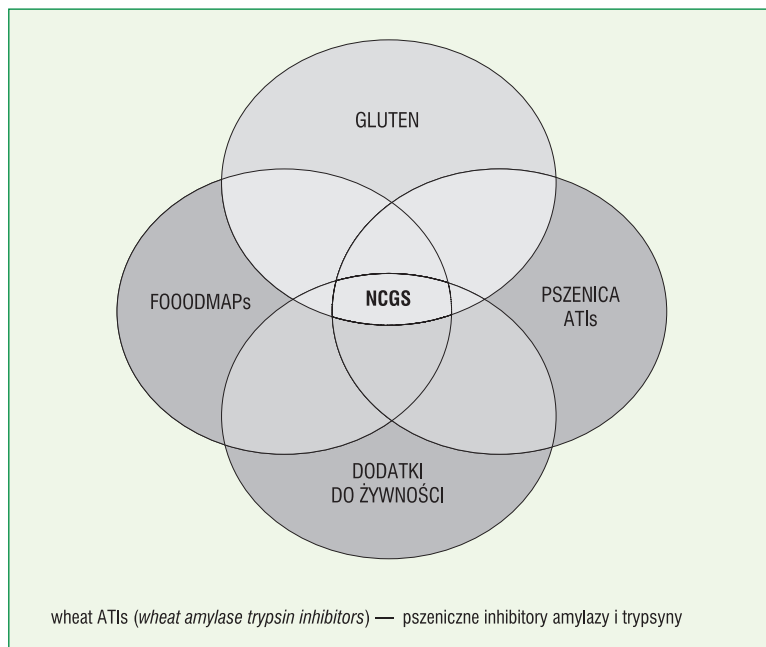 GLUTEN
FOOODMAPs
NCGS
PSZENICA
ATIs
DODATKI
DO ŻYWNOŚCI
wheat ATIs (wheat amylase trypsin inhibitors) — pszeniczne inhibitory amylazy i trypsyny